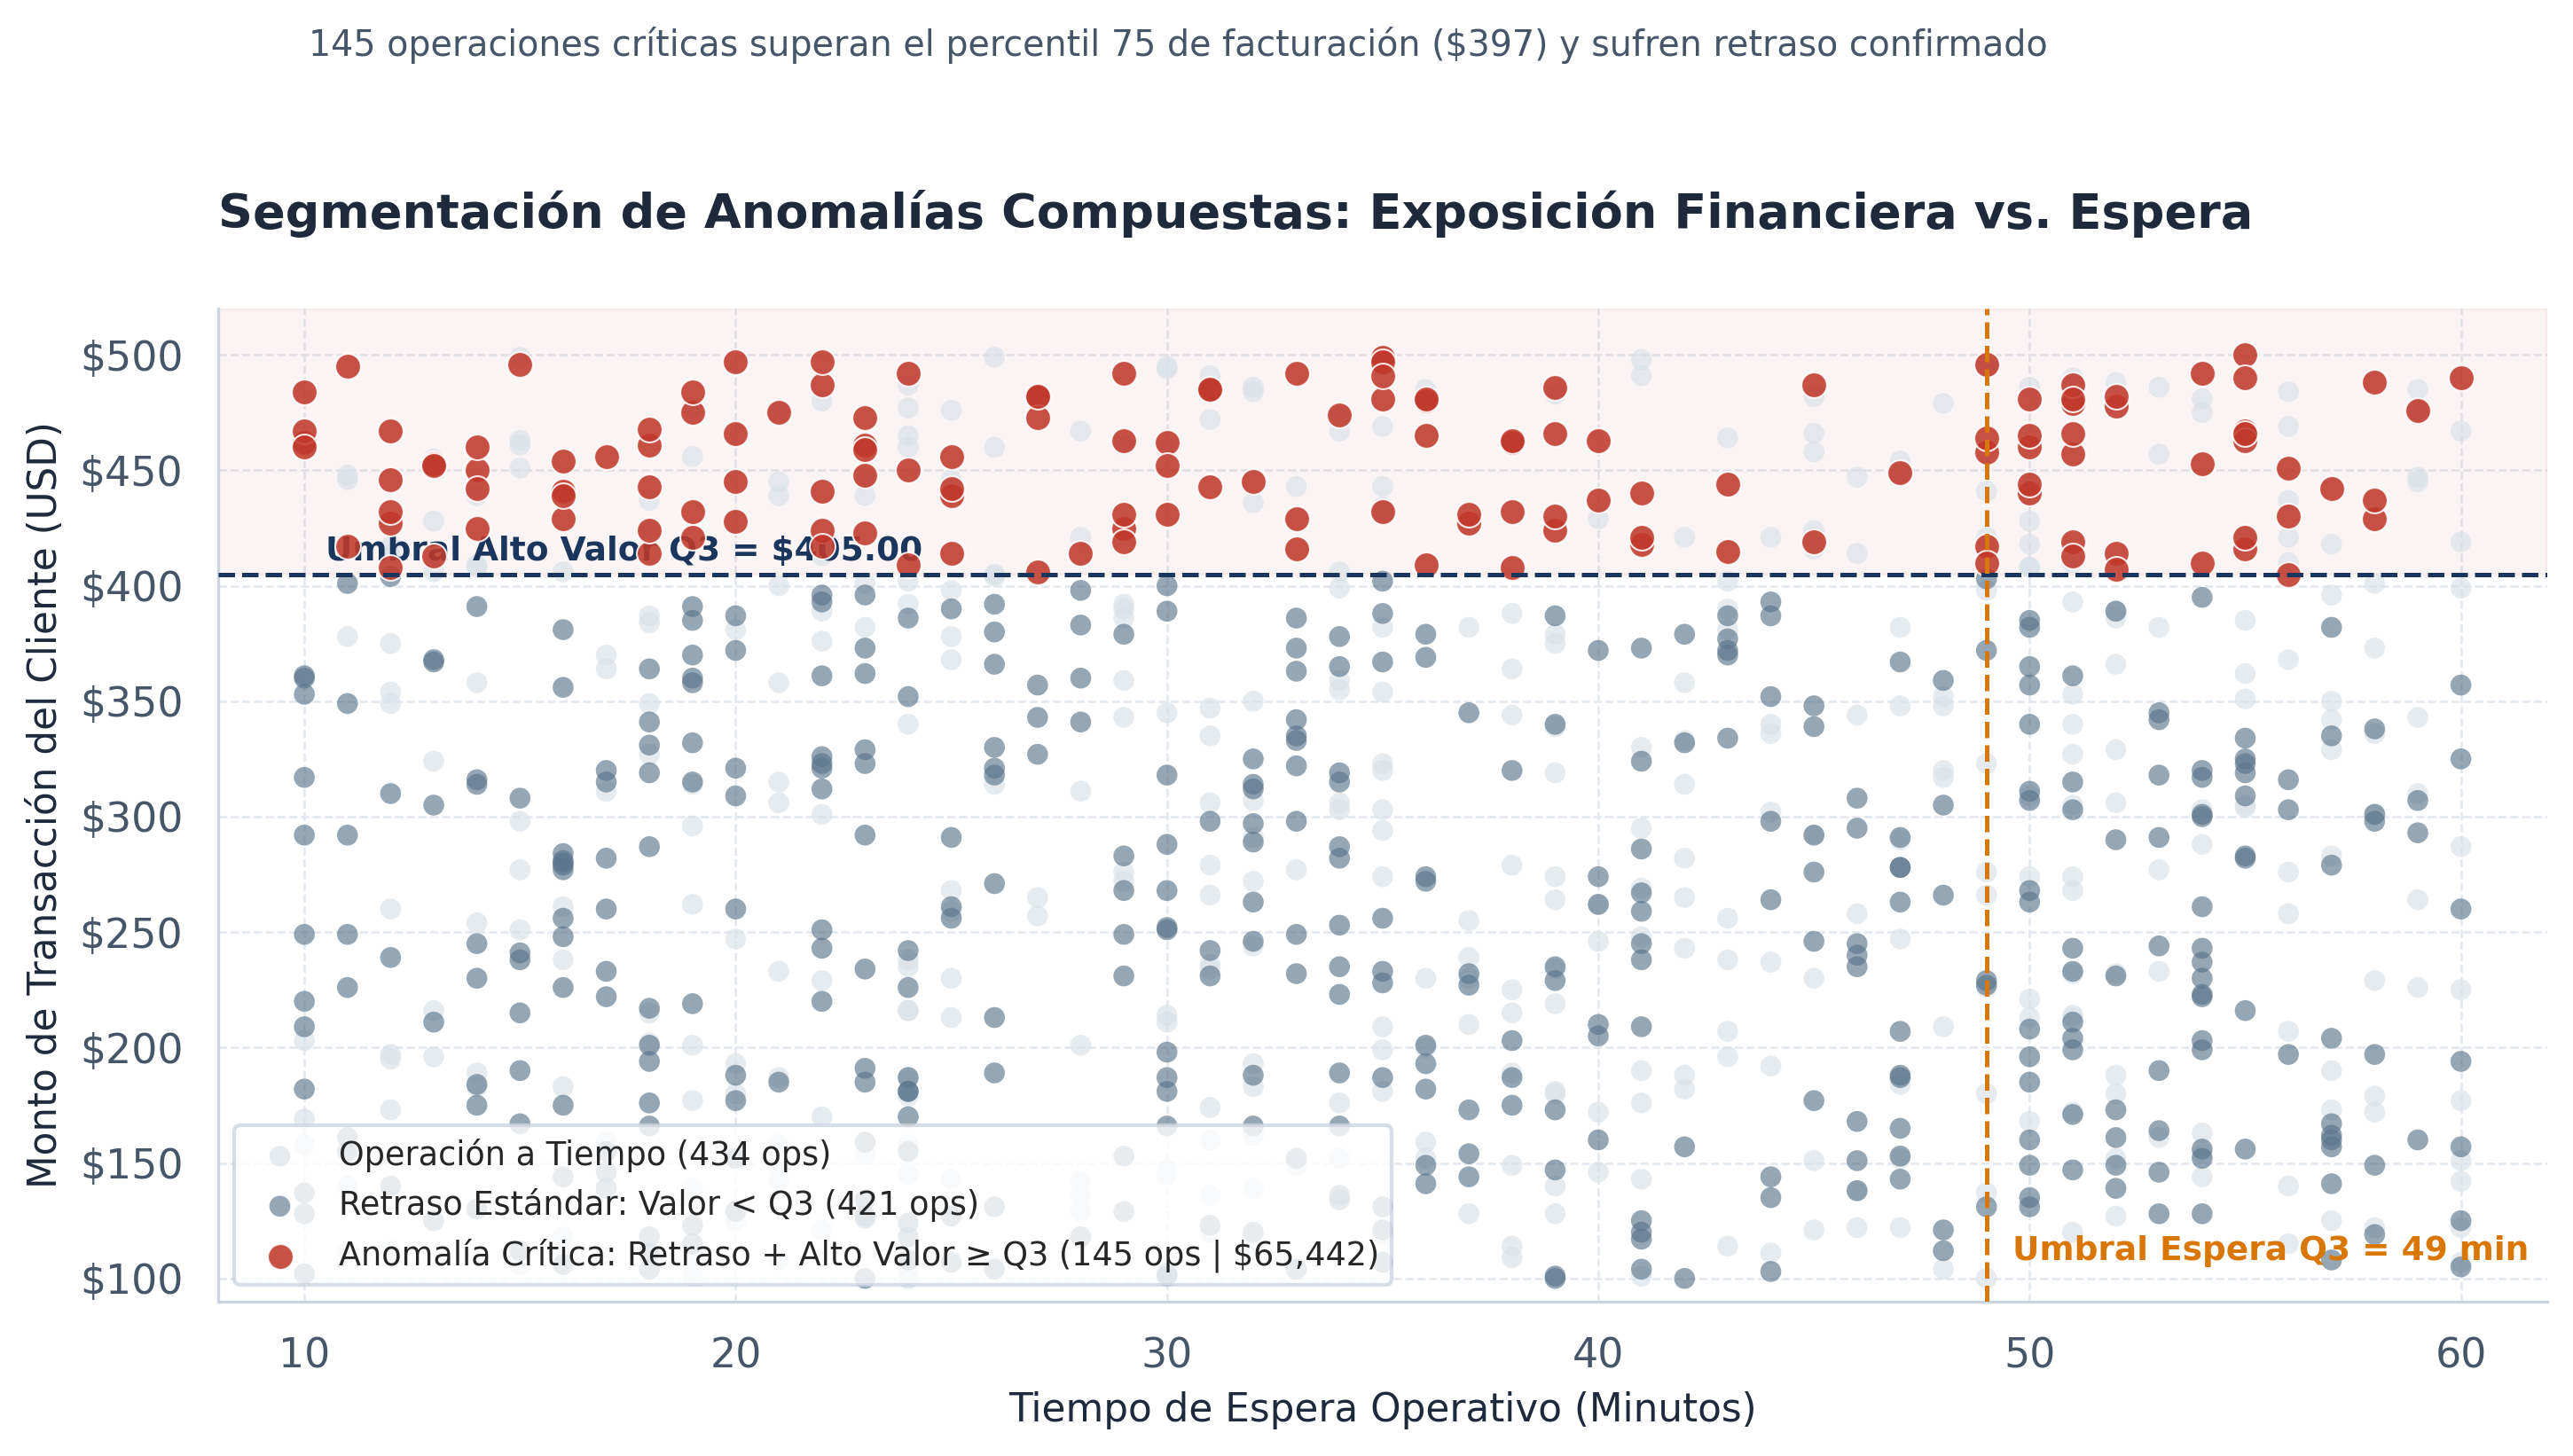 145 operaciones críticas superan el percentil 75 de facturación ($397) y sufren retraso confirmado
Segmentación de Anomalías Compuestas: Exposición Financiera vs. Espera
Monto de Transacción del Cliente (USD)
$500
$450
$400
$350
$300
$250
$200
$150
$100
Umbral Alto Valor Q3 = $405.00
Operación a Tiempo (434 ops)
Retraso Estándar: Valor < Q3 (421 ops)
Anomalía Crítica: Retraso + Alto Valor ≥ Q3 (145 ops | $65,442)
Umbral Espera Q3 = 49 min
10 20 30 40 50 60
Tiempo de Espera Operativo (Minutos)